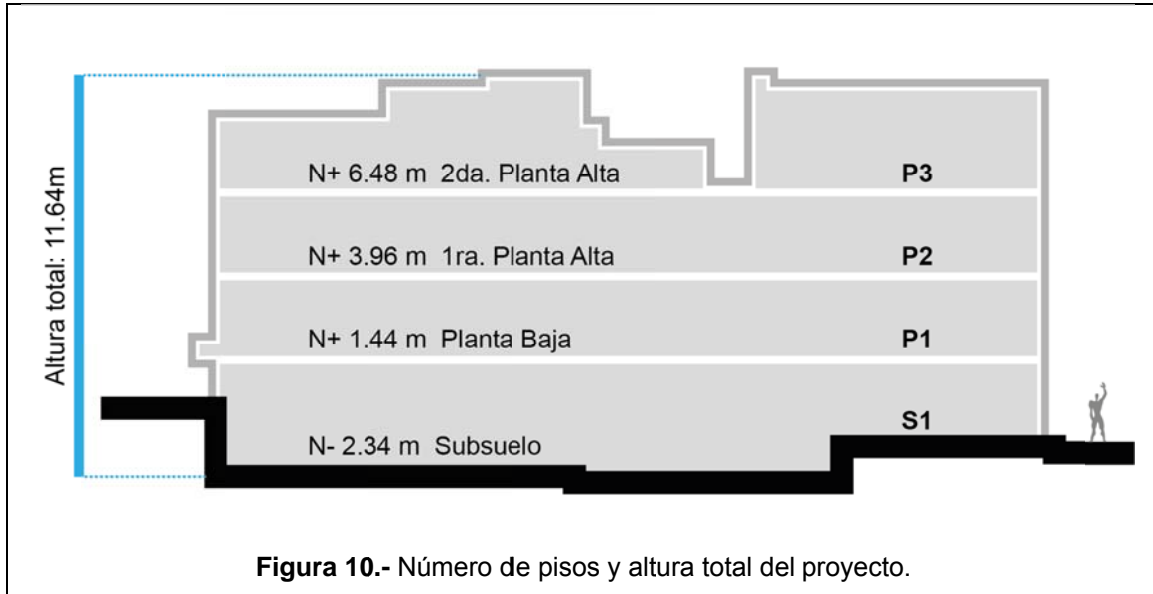 Altura total: 11.64m
N+ 6.48 m 2da. Planta Alta P3
N+ 3.96 m 1ra. Planta Alta P2
N+ 1.44 m Planta Baja P1
S1
N- 2.34 m Subsuelo
Figura 10.- Número de pisos y altura total del proyecto.